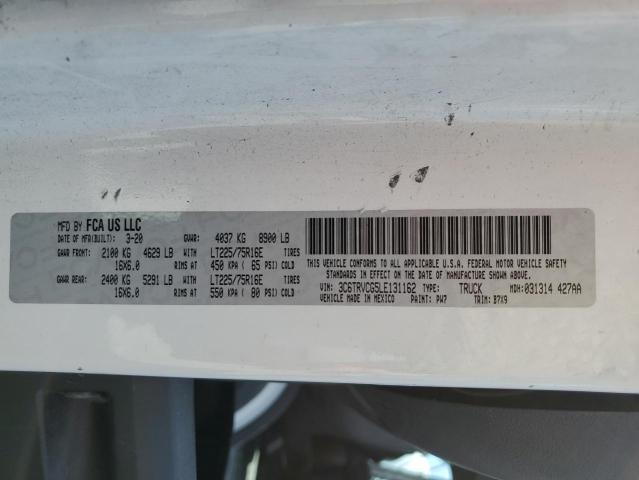 MFD BY FCA US LLC
DATE OF MFR(BUILT): 3-20 GVWR: 4037 KG 8900 LB
GAWR FRONT: 2100 KG 4629 LB WITH LT225/75R16E TIRES
16X6.0 RIMS AT 450 KPA ( 65 PSI) COLD
GAWR REAR: 2400 KG 5291 LB WITH LT225/75R16E TIRES
16X6.0 RIMS AT 550 KPA ( 80 PSI) COLD
THIS VEHICLE CONFORMS TO ALL APPLICABLE U.S.A. FEDERAL MOTOR VEHICLE SAFETY
STANDARDS IN EFFECT ON THE DATE OF MANUFACTURE SHOWN ABOVE.
VIN: 3C6TRVCG5LE131162 TYPE: TRUCK MDH:031314 427AA
VEHICLE MADE IN MEXICO PAINT: PW7 TRIM: B7X9